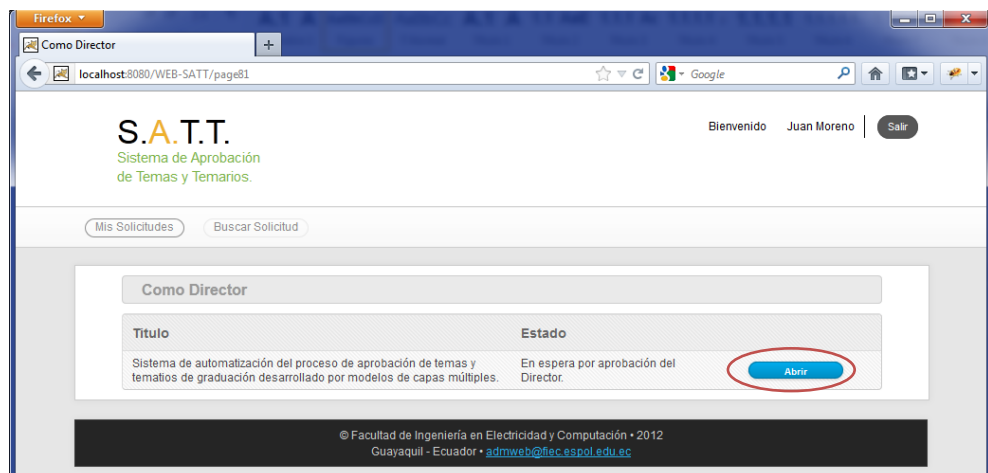 Firefox
Como Director
localhost:8080/WEB-SATT/page81
Google
S.A.T.T.
Sistema de Aprobación
de Temas y Temarios.
Bienvenido Juan Moreno Salir
Mis Solicitudes Buscar Solicitud
Como Director
Titulo Estado
Sistema de automatización del proceso de aprobación de temas y
tematios de graduación desarrollado por modelos de capas múltiples.
En espera por aprobación del
Director.
Abrir
© Facultad de Ingeniería en Electricidad y Computación • 2012
Guayaquil - Ecuador • admweb@fiec.espol.edu.ec